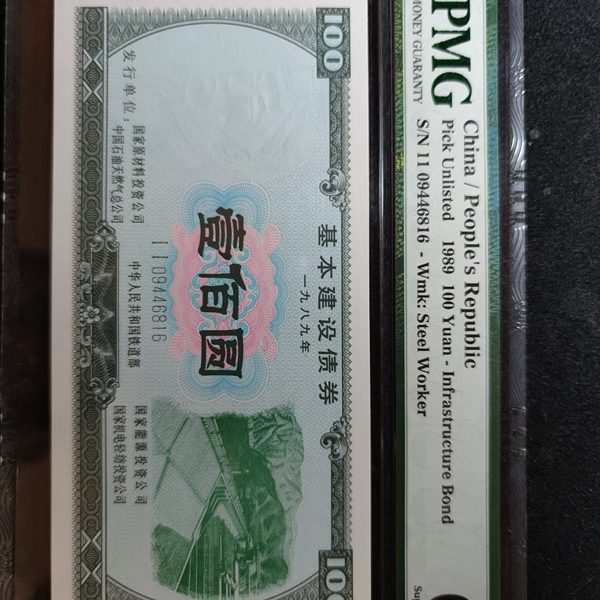 PMG
MONEY GUARANTY
China / People's Republic
Pick Unlisted 1989 100 Yuan - Infrastructure Bond
S/N 11 09446816 - Wmk: Steel Worker
100
100
基本建设债券
一九八九年
壹佰圆
11 09446816
发行单位：
国家原材料投资公司
中华人民共和国铁道部
国家能源投资公司
中国石油天然气总公司
国家机电轻纺投资公司